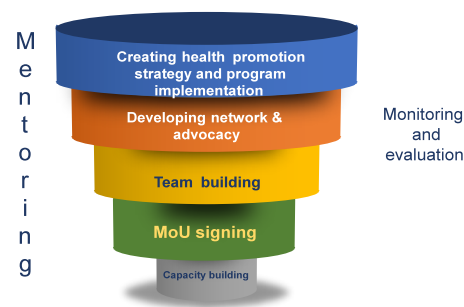 Mentoring
Creating health promotion
strategy and program
implementation
Developing network &
advocacy
Team building
MoU signing
Capacity building
Monitoring
and
evaluation